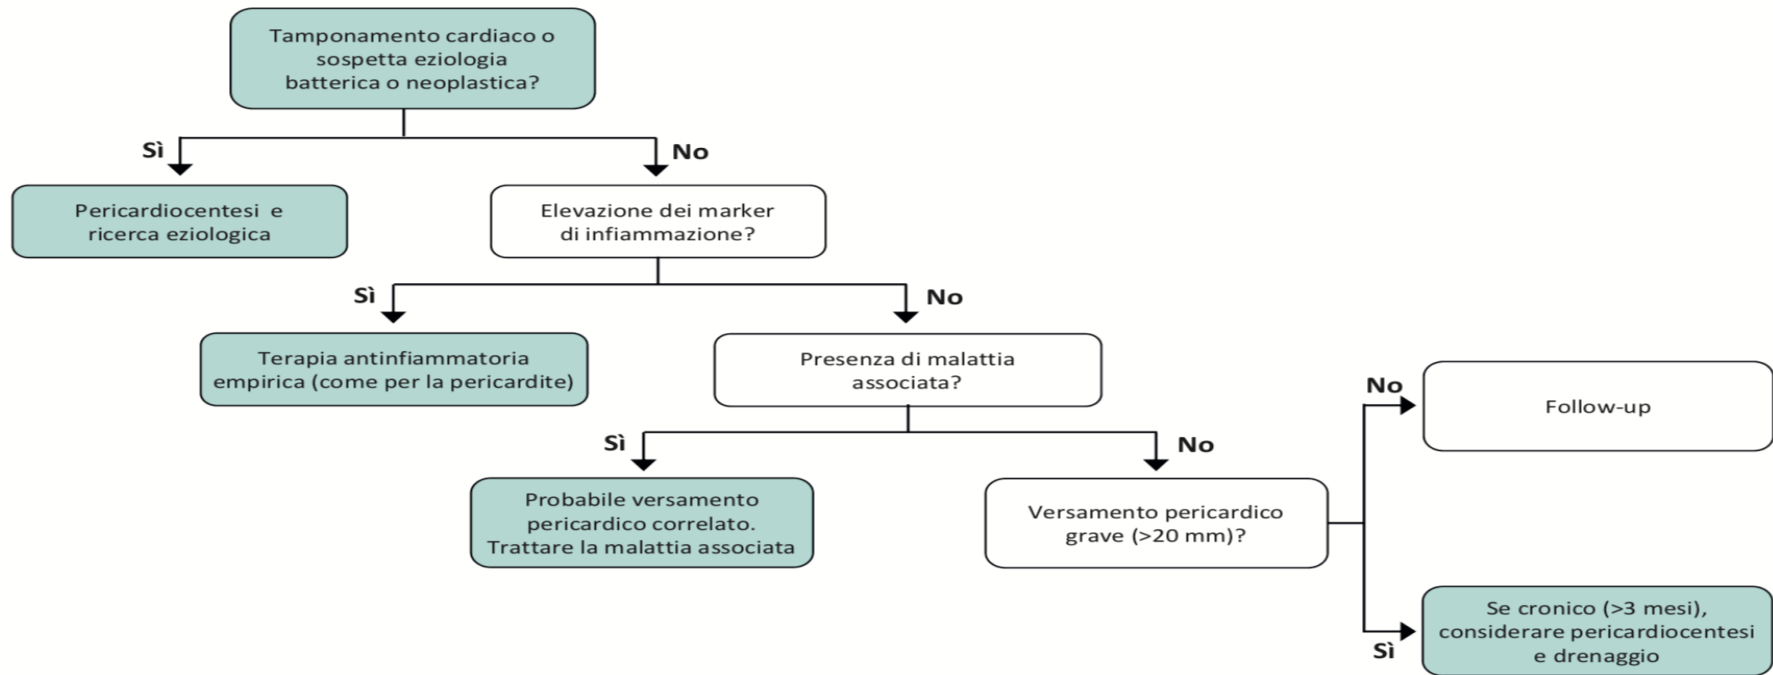 Tamponamento cardiaco o
sospetta eziologia
batterica o neoplastica?
Sì
No
Pericardiocentesi e
ricerca eziologica
Elevazione dei marker
di infiammazione?
Sì
No
Terapia antinfiammatoria
empirica (come per la pericardite)
Presenza di malattia
associata?
No
Follow-up
Sì
No
Probabile versamento
pericardico correlato.
Trattare la malattia associata
Versamento pericardico
grave (>20 mm)?
Sì
Se cronico (>3 mesi),
considerare pericardiocentesi
e drenaggio